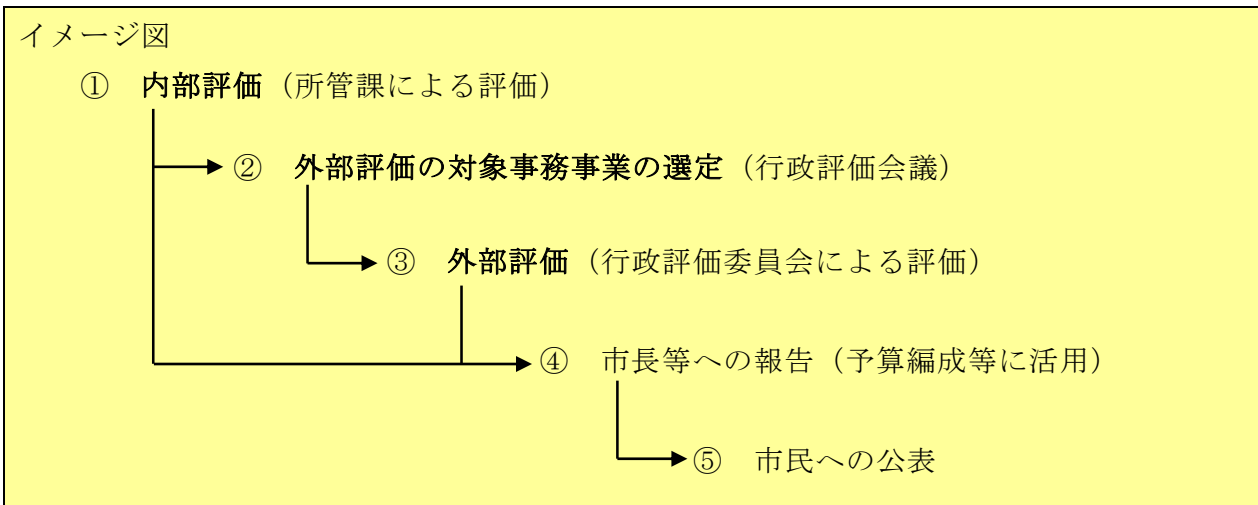 イメージ図
① 内部評価（所管課による評価）
② 外部評価の対象事務事業の選定（行政評価会議）
③ 外部評価（行政評価委員会による評価）
④ 市長等への報告（予算編成等に活用）
⑤ 市民への公表